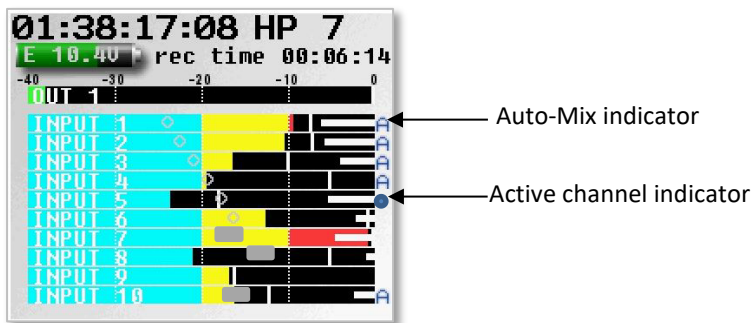 01:38:17:08 HP 7
E 10.4V rec time 00:06:14
-40 -30 -20 -10 0
OUT 1
INPUT 1 A
Auto-Mix indicator
INPUT 2 A
INPUT 3 A
INPUT 4 A
INPUT 5
Active channel indicator
INPUT 6
INPUT 7
INPUT 8
INPUT 9
INPUT 10 A